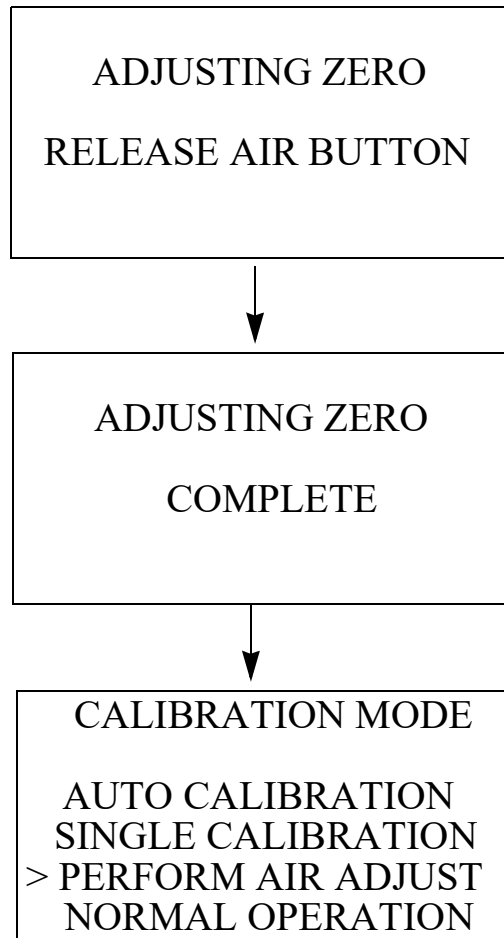 ADJUSTING ZERO
RELEASE AIR BUTTON
ADJUSTING ZERO
COMPLETE
CALIBRATION MODE
AUTO CALIBRATION
SINGLE CALIBRATION
> PERFORM AIR ADJUST
NORMAL OPERATION